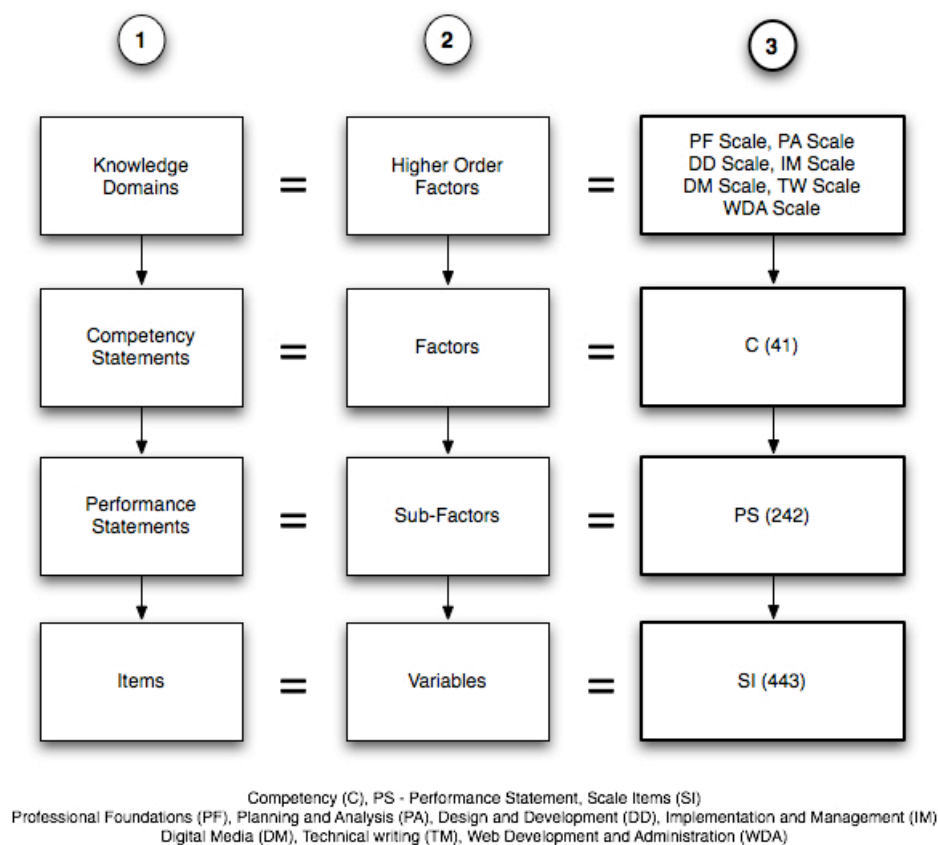 1
2
3
Knowledge
Domains
=
Higher Order
Factors
=
PF Scale, PA Scale
DD Scale, IM Scale
DM Scale, TW Scale
WDA Scale
Competency
Statements
=
Factors
=
C (41)
Performance
Statements
=
Sub-Factors
=
PS (242)
Items
=
Variables
=
SI (443)
Competency (C), PS - Performance Statement, Scale Items (SI)
Professional Foundations (PF), Planning and Analysis (PA), Design and Development (DD), Implementation and Management (IM)
Digital Media (DM), Technical writing (TM), Web Development and Administration (WDA)